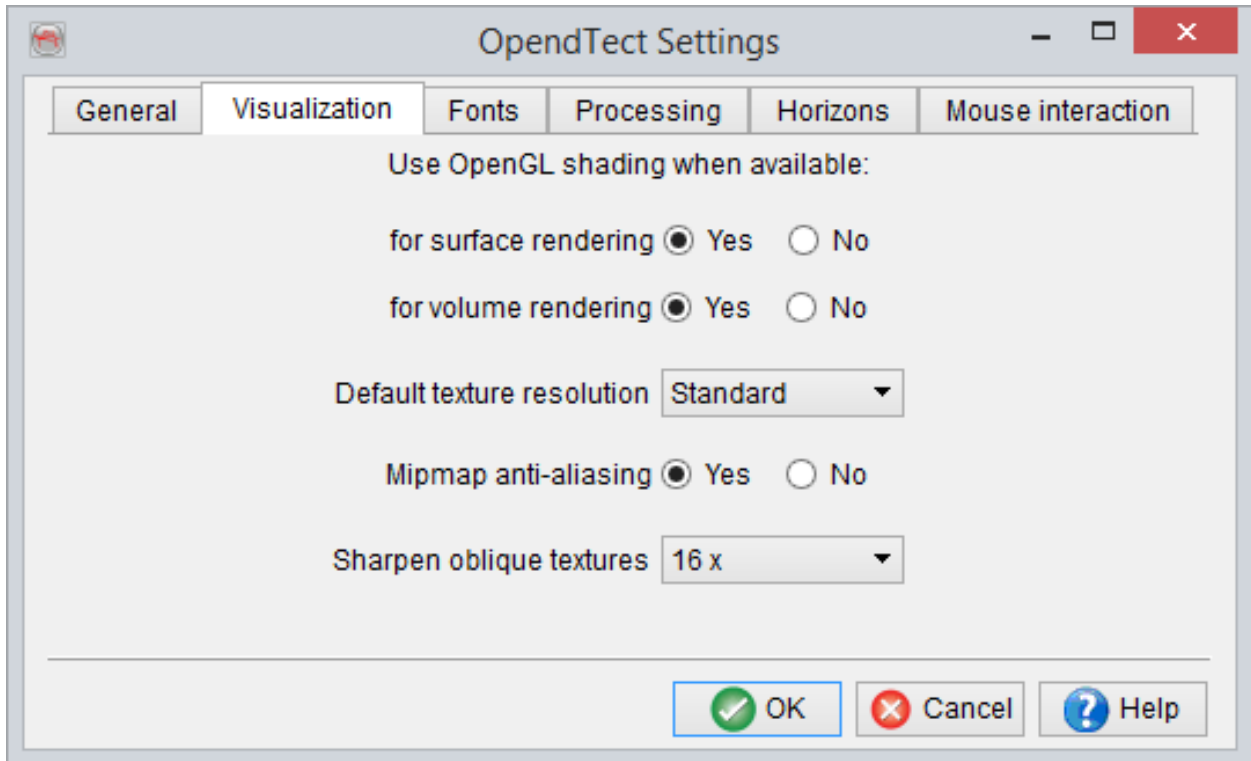 OpendTect Settings
General Visualization Fonts Processing Horizons Mouse interaction
Use OpenGL shading when available:
for surface rendering Yes No
for volume rendering Yes No
Default texture resolution Standard
Mipmap anti-aliasing Yes No
Sharpen oblique textures 16 x
OK Cancel Help